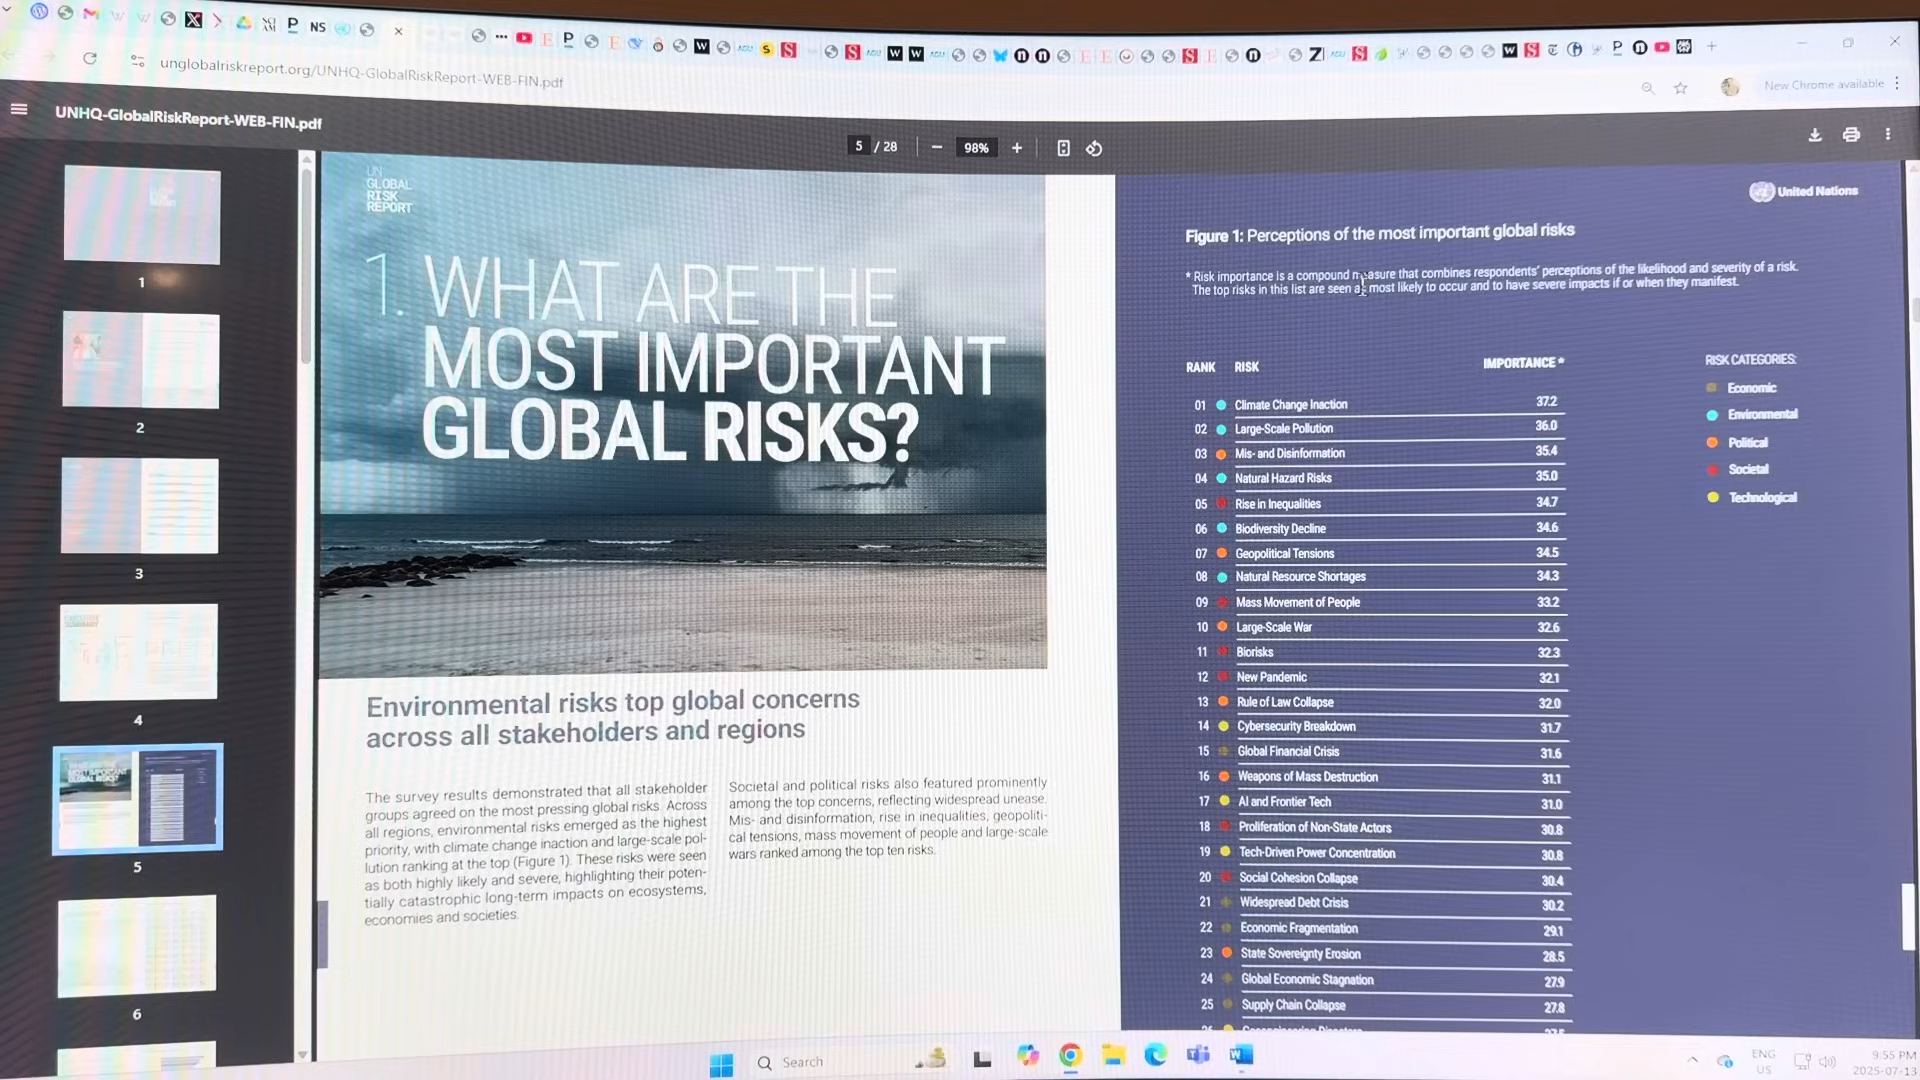 NS
unglobalriskreport.org/UNHQ-GlobalRiskReport-WEB-FIN.pdf
New Chrome available
UNHQ-GlobalRiskReport-WEB-FIN.pdf
5 / 28
98%
1
2
3
4
5
6
UN
GLOBAL
RISK
REPORT
1. WHAT ARE THE
MOST IMPORTANT
GLOBAL RISKS?
Environmental risks top global concerns
across all stakeholders and regions
The survey results demonstrated that all stakeholder
groups agreed on the most pressing global risks. Across
all regions, environmental risks emerged as the highest
priority, with climate change inaction and large-scale pol-
lution ranking at the top (Figure 1). These risks were seen
as both highly likely and severe, highlighting their poten-
tially catastrophic long-term impacts on ecosystems,
economies and societies.
Societal and political risks also featured prominently
among the top concerns, reflecting widespread unease.
Mis- and disinformation, rise in inequalities, geopoliti-
cal tensions, mass movement of people and large-scale
wars ranked among the top ten risks.
United Nations
Figure 1: Perceptions of the most important global risks
* Risk importance is a compound measure that combines respondents' perceptions of the likelihood and severity of a risk.
The top risks in this list are seen as most likely to occur and to have severe impacts if or when they manifest.
RANK RISK IMPORTANCE *
01 Climate Change Inaction 37.2
02 Large-Scale Pollution 36.0
03 Mis- and Disinformation 35.4
04 Natural Hazard Risks 35.0
05 Rise in Inequalities 34.7
06 Biodiversity Decline 34.6
07 Geopolitical Tensions 34.5
08 Natural Resource Shortages 34.3
09 Mass Movement of People 33.2
10 Large-Scale War 32.6
11 Biorisks 32.3
12 New Pandemic 32.1
13 Rule of Law Collapse 32.0
14 Cybersecurity Breakdown 31.7
15 Global Financial Crisis 31.6
16 Weapons of Mass Destruction 31.1
17 AI and Frontier Tech 31.0
18 Proliferation of Non-State Actors 30.8
19 Tech-Driven Power Concentration 30.8
20 Social Cohesion Collapse 30.4
21 Widespread Debt Crisis 30.2
22 Economic Fragmentation 29.1
23 State Sovereignty Erosion 28.5
24 Global Economic Stagnation 27.9
25 Supply Chain Collapse 27.8
RISK CATEGORIES:
Economic
Environmental
Political
Societal
Technological
Search
ENG
US
9:55 PM
2025-07-13